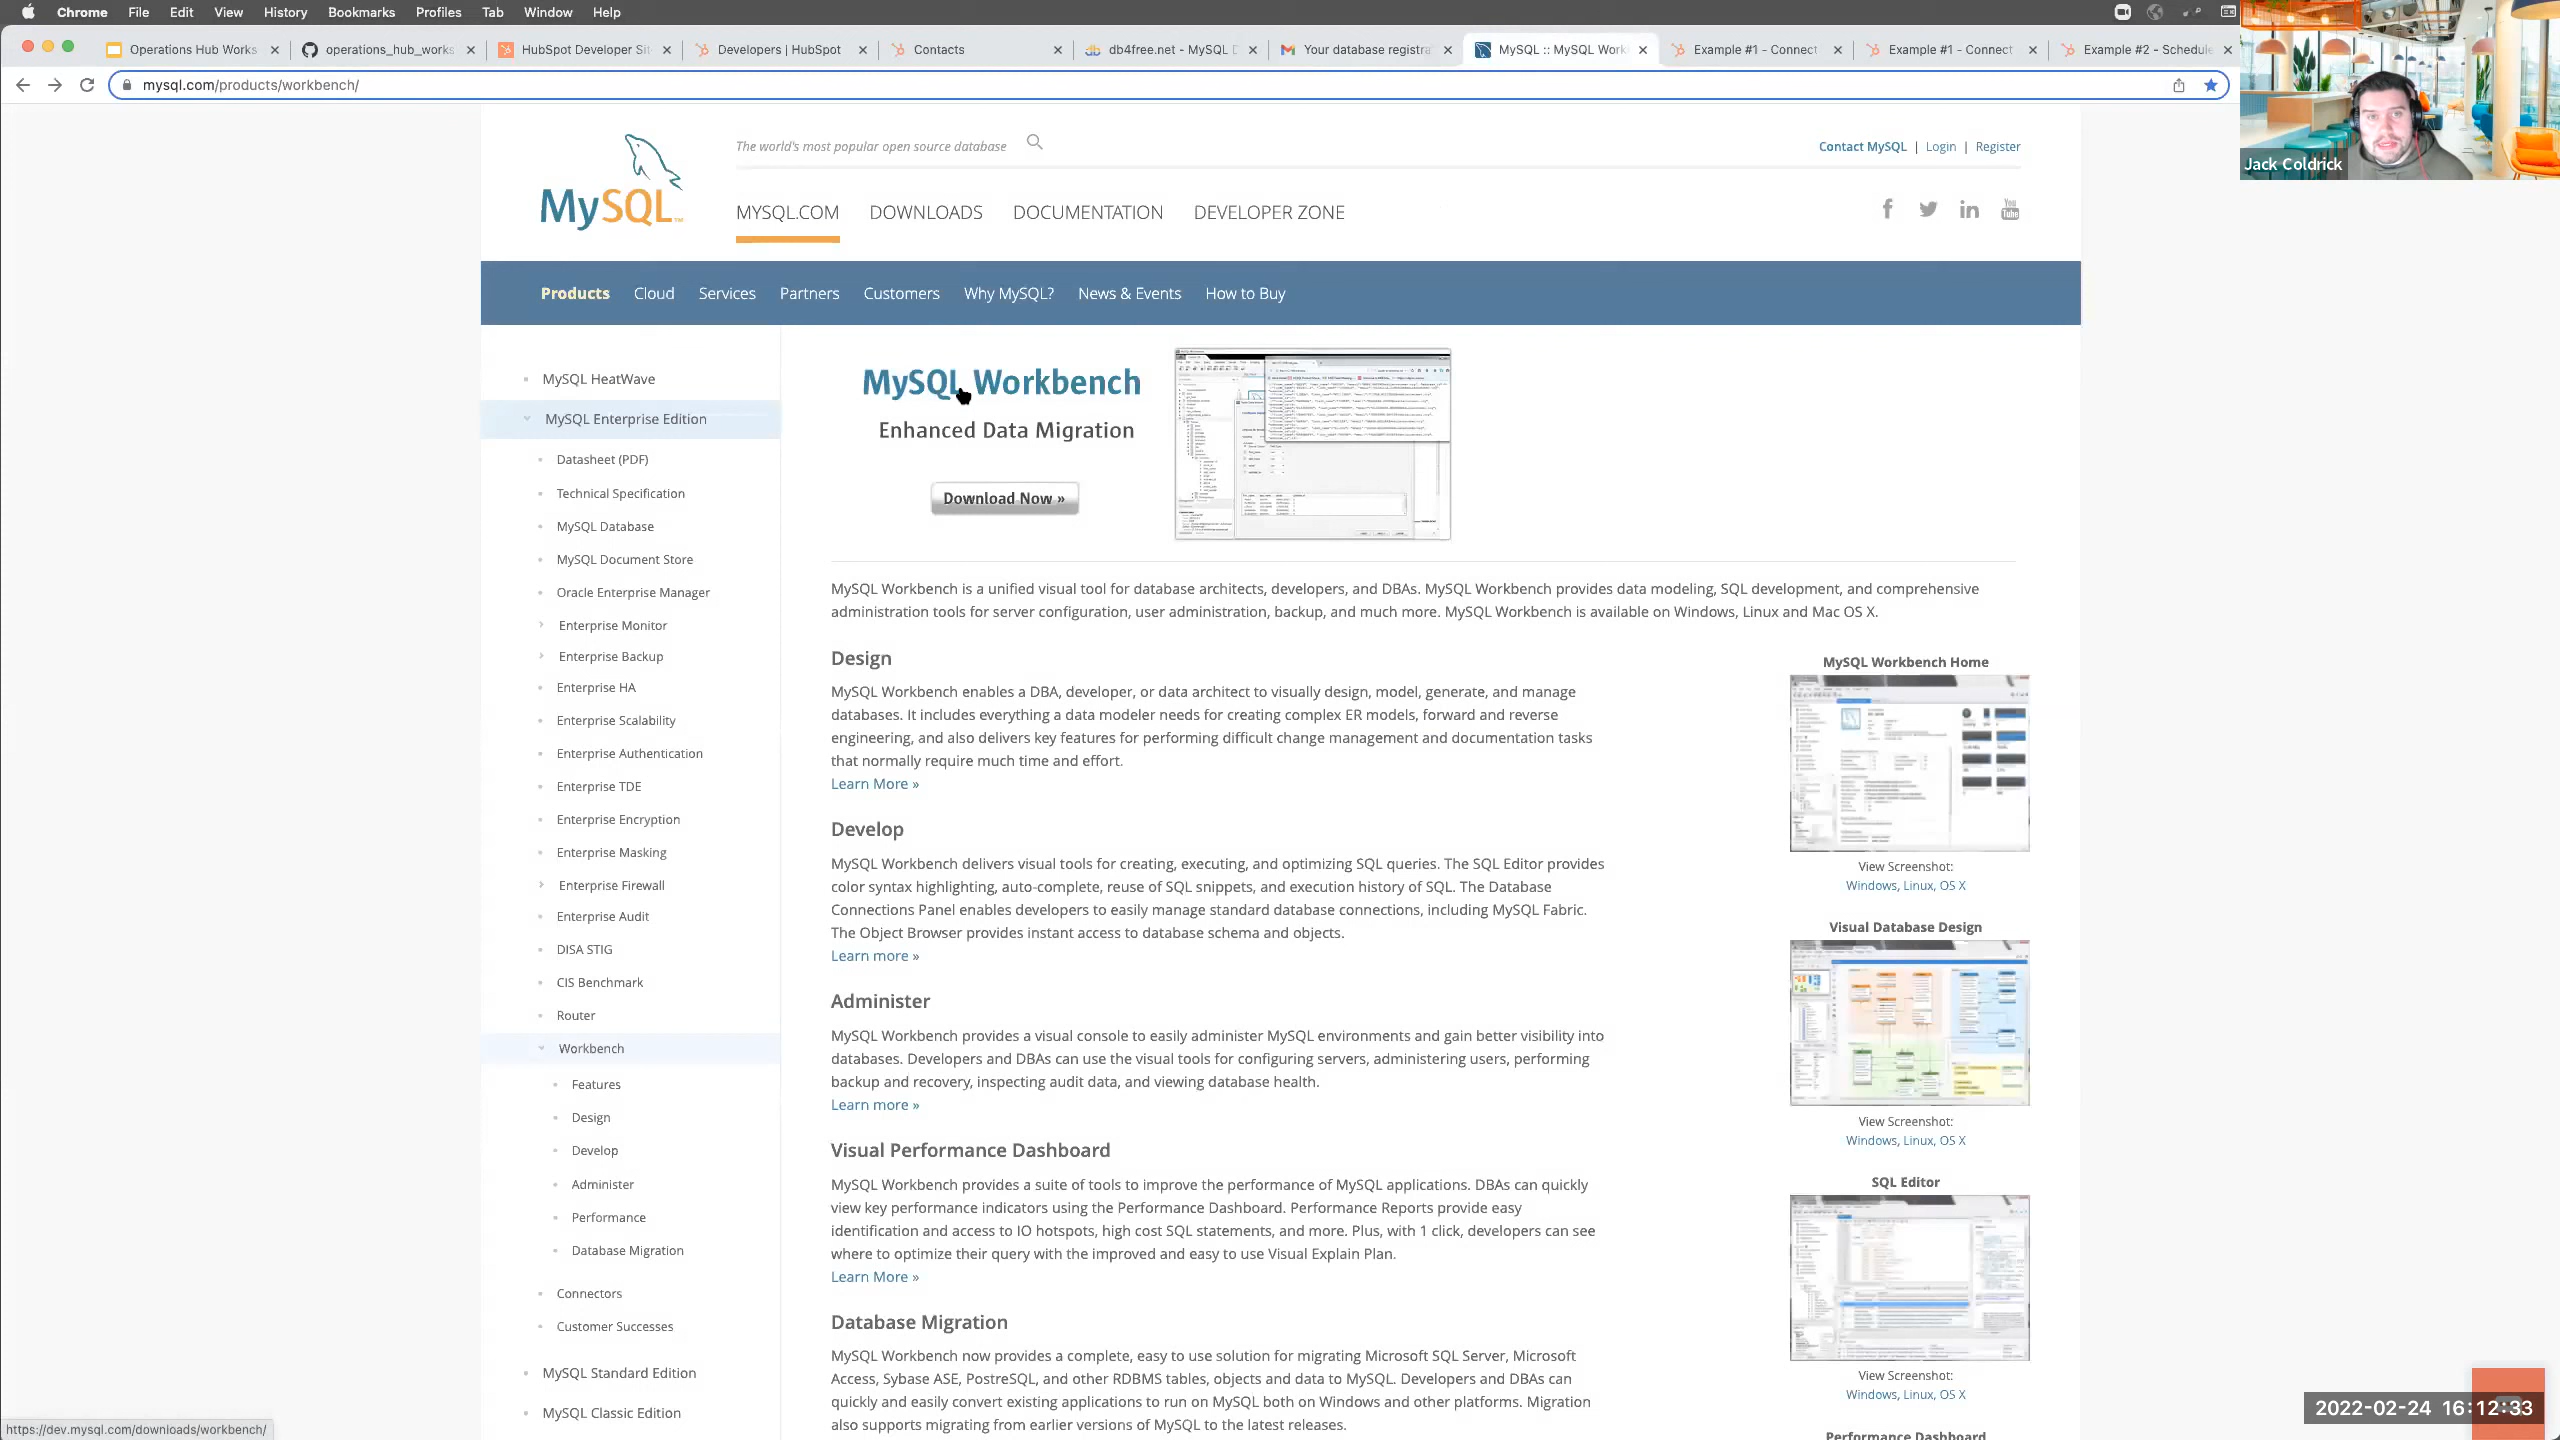 Chrome File Edit View History Bookmarks Profiles Tab Window Help
Operations Hub Works
operations_hub_works
HubSpot Developer Sit
Developers | HubSpot
Contacts
db4free.net - MySQL D
Your database registra
MySQL :: MySQL Work
Example #1 - Connect
Example #1 - Connect
Example #2 - Schedule
mysql.com/products/workbench/
Jack Coldrick
MySQL™
The world's most popular open source database
Contact MySQL | Login | Register
MYSQL.COM DOWNLOADS DOCUMENTATION DEVELOPER ZONE
Products Cloud Services Partners Customers Why MySQL? News & Events How to Buy
MySQL HeatWave
MySQL Enterprise Edition
Datasheet (PDF)
Technical Specification
MySQL Database
MySQL Document Store
Oracle Enterprise Manager
Enterprise Monitor
Enterprise Backup
Enterprise HA
Enterprise Scalability
Enterprise Authentication
Enterprise TDE
Enterprise Encryption
Enterprise Masking
Enterprise Firewall
Enterprise Audit
DISA STIG
CIS Benchmark
Router
Workbench
Features
Design
Develop
Administer
Performance
Database Migration
Connectors
Customer Successes
MySQL Standard Edition
MySQL Classic Edition
MySQL Workbench
Enhanced Data Migration
Download Now »
MySQL Workbench is a unified visual tool for database architects, developers, and DBAs. MySQL Workbench provides data modeling, SQL development, and comprehensive
administration tools for server configuration, user administration, backup, and much more. MySQL Workbench is available on Windows, Linux and Mac OS X.
Design
MySQL Workbench enables a DBA, developer, or data architect to visually design, model, generate, and manage
databases. It includes everything a data modeler needs for creating complex ER models, forward and reverse
engineering, and also delivers key features for performing difficult change management and documentation tasks
that normally require much time and effort.
Learn More »
Develop
MySQL Workbench delivers visual tools for creating, executing, and optimizing SQL queries. The SQL Editor provides
color syntax highlighting, auto-complete, reuse of SQL snippets, and execution history of SQL. The Database
Connections Panel enables developers to easily manage standard database connections, including MySQL Fabric.
The Object Browser provides instant access to database schema and objects.
Learn more »
Administer
MySQL Workbench provides a visual console to easily administer MySQL environments and gain better visibility into
databases. Developers and DBAs can use the visual tools for configuring servers, administering users, performing
backup and recovery, inspecting audit data, and viewing database health.
Learn more »
Visual Performance Dashboard
MySQL Workbench provides a suite of tools to improve the performance of MySQL applications. DBAs can quickly
view key performance indicators using the Performance Dashboard. Performance Reports provide easy
identification and access to IO hotspots, high cost SQL statements, and more. Plus, with 1 click, developers can see
where to optimize their query with the improved and easy to use Visual Explain Plan.
Learn More »
Database Migration
MySQL Workbench now provides a complete, easy to use solution for migrating Microsoft SQL Server, Microsoft
Access, Sybase ASE, PostreSQL, and other RDBMS tables, objects and data to MySQL. Developers and DBAs can
quickly and easily convert existing applications to run on MySQL both on Windows and other platforms. Migration
also supports migrating from earlier versions of MySQL to the latest releases.
MySQL Workbench Home
View Screenshot:
Windows, Linux, OS X
Visual Database Design
View Screenshot:
Windows, Linux, OS X
SQL Editor
View Screenshot:
Windows, Linux, OS X
Performance Dashboard
https://dev.mysql.com/downloads/workbench/
2022-02-24 16:12:33